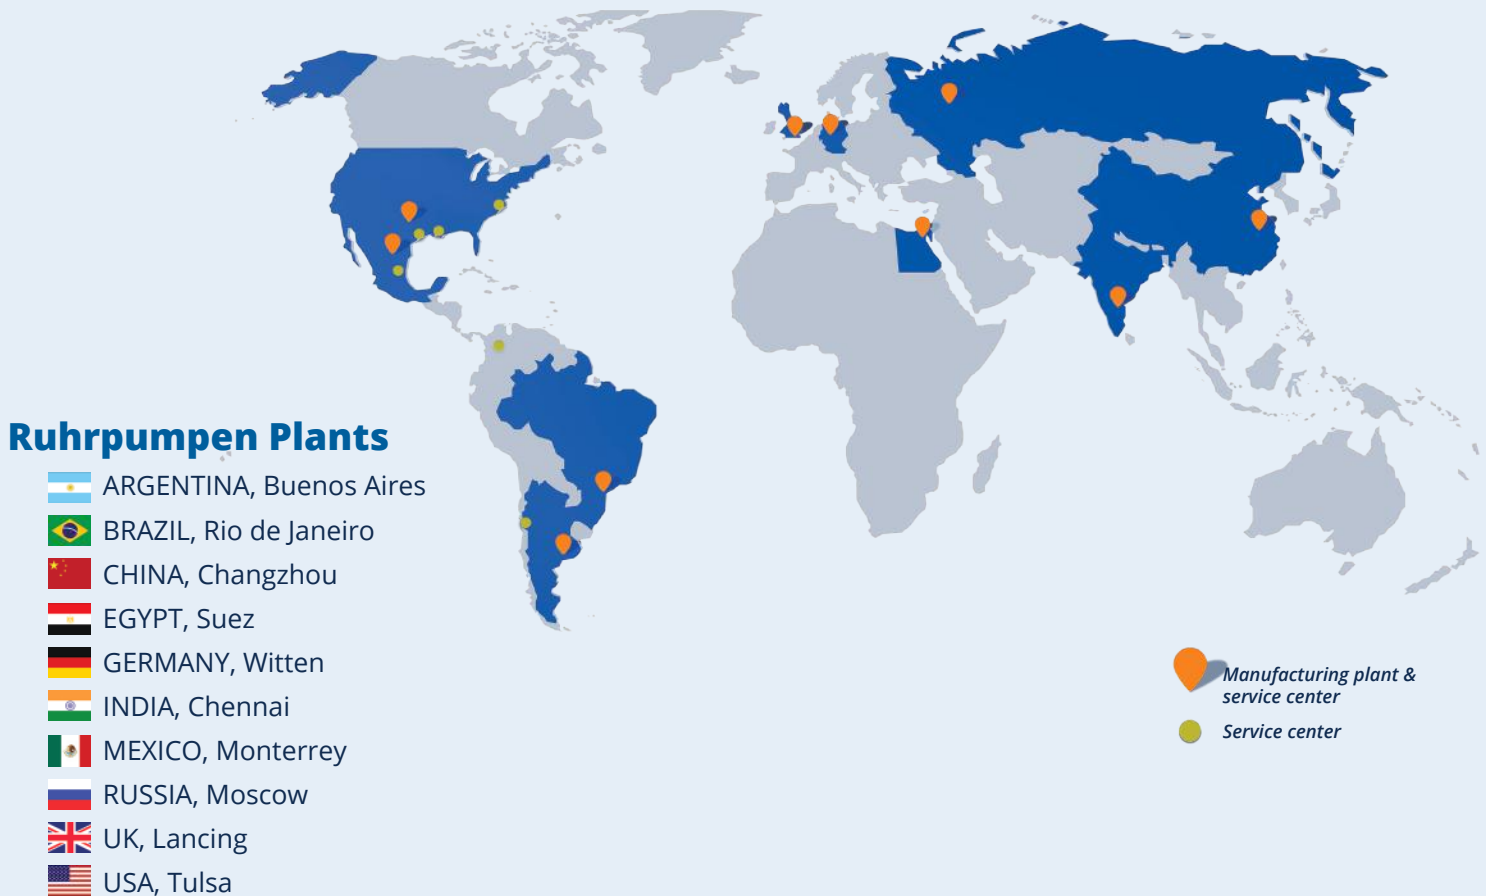 Ruhrpumpen Plants
ARGENTINA, Buenos Aires
BRAZIL, Rio de Janeiro
CHINA, Changzhou
EGYPT, Suez
GERMANY, Witten
INDIA, Chennai
MEXICO, Monterrey
RUSSIA, Moscow
UK, Lancing
USA, Tulsa
Manufacturing plant &
service center
Service center